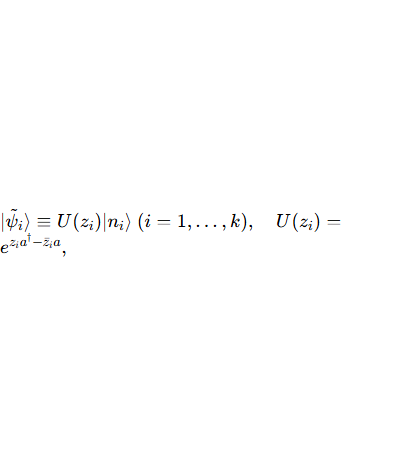 |ψ̃ᵢ⟩ ≡ U(zᵢ)|nᵢ⟩ (i = 1, …, k),  U(zᵢ) =
e^{zᵢa^† − z̄ᵢa},